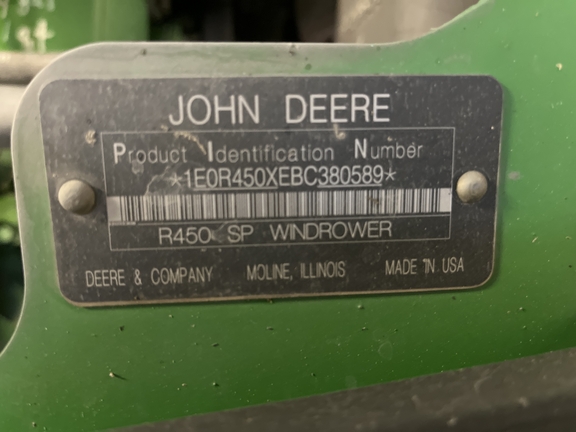 JOHN DEERE
Product Identification Number
*1E0R450XEBC380589*
R450 SP WINDROWER
DEERE & COMPANY MOLINE, ILLINOIS MADE IN USA